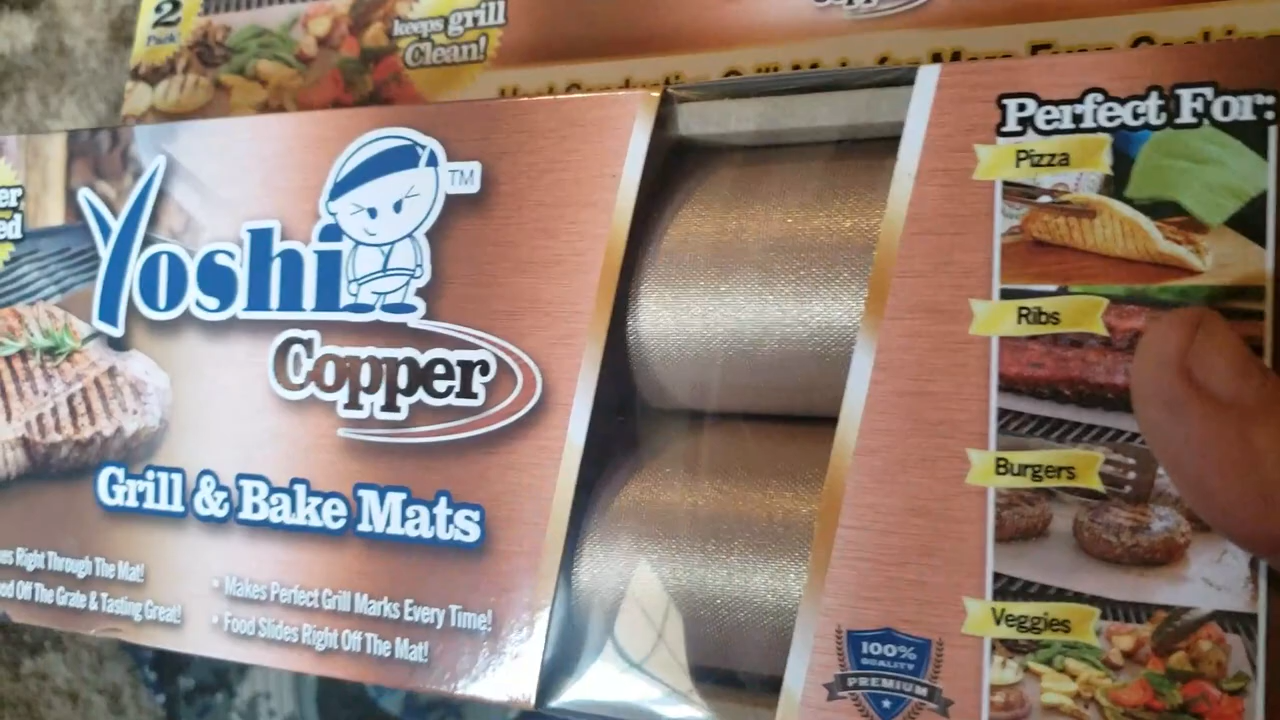 2
Pack!
keeps grill
Clean!
Copper
Perfect For:
Pizza
Yoshi
TM
Copper
Ribs
Grill & Bake Mats
Burgers
Right Through The Mat!
Off The Grate & Tasting Great!
• Makes Perfect Grill Marks Every Time!
• Food Slides Right Off The Mat!
Veggies
100%
QUALITY
PREMIUM